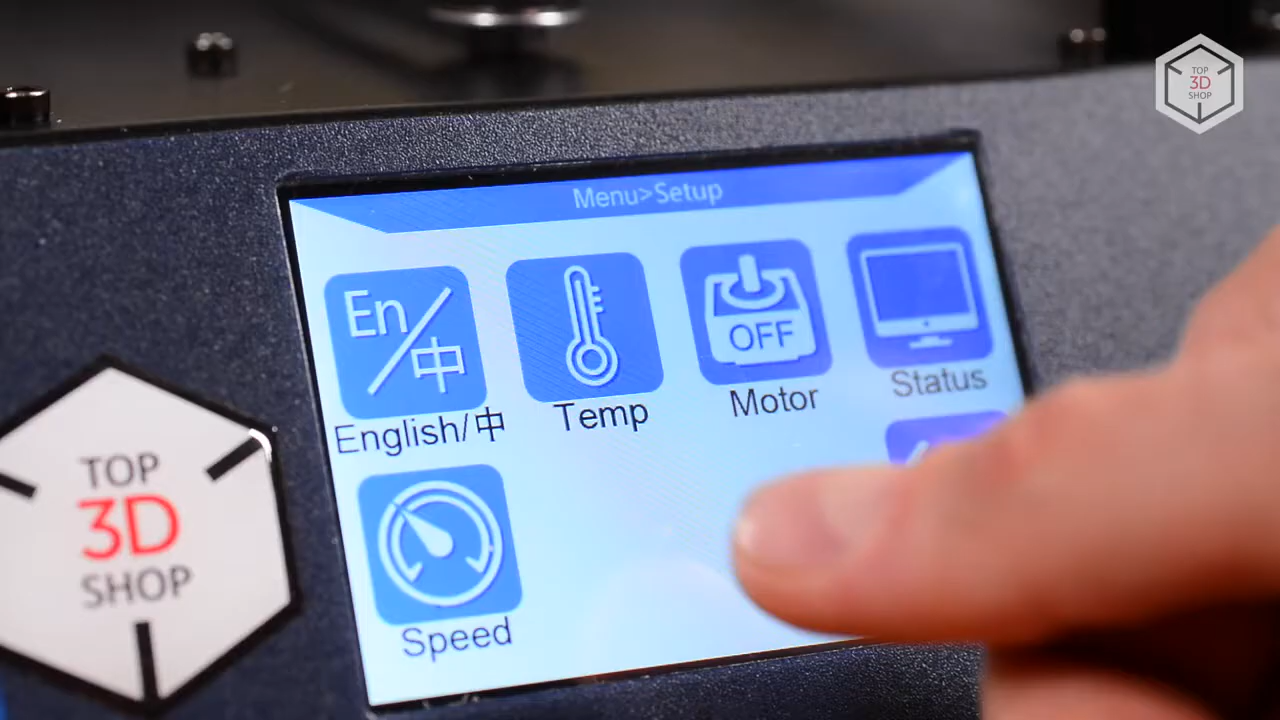 TOP
3D
SHOP
Menu>Setup
En/中
OFF
English/中
Temp
Motor
Status
Speed
TOP
3D
SHOP